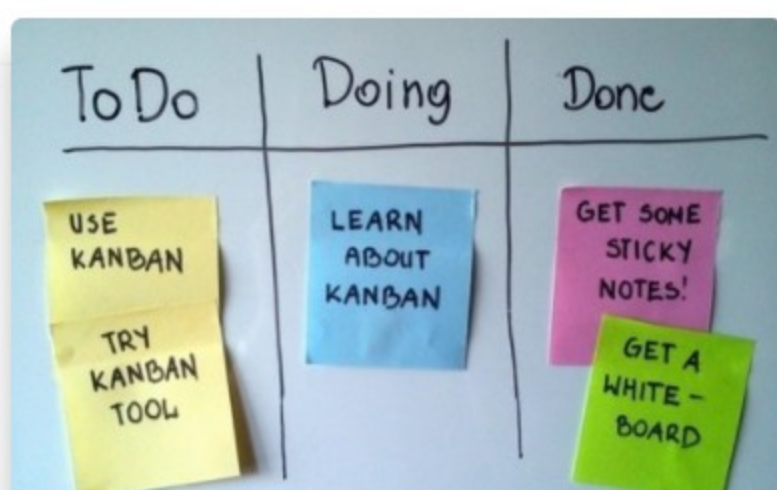 To Do
Doing
Done
USE
KANBAN
TRY
KANBAN
TOOL
LEARN
ABOUT
KANBAN
GET SOME
STICKY
NOTES!
GET A
WHITE-
BOARD